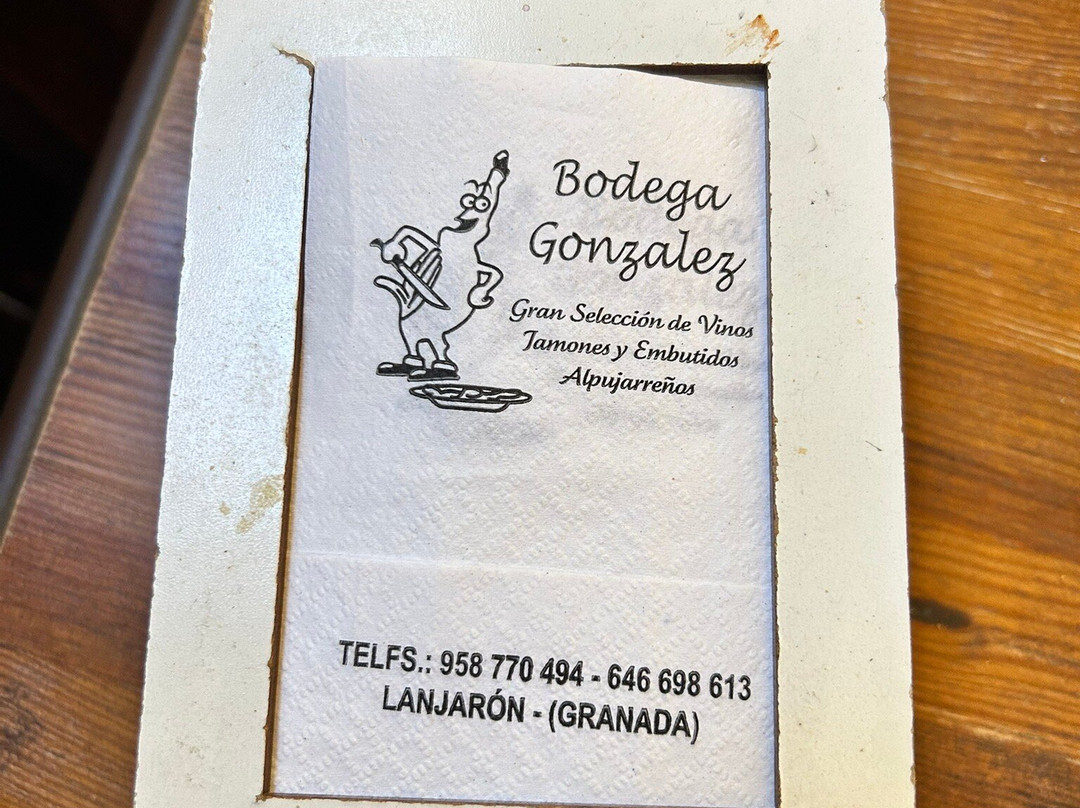 Bodega
Gonzalez
Gran Selección de Vinos
Jamones y Embutidos
Alpujarreños
TELFS.: 958 770 494 - 646 698 613
LANJARÓN - (GRANADA)